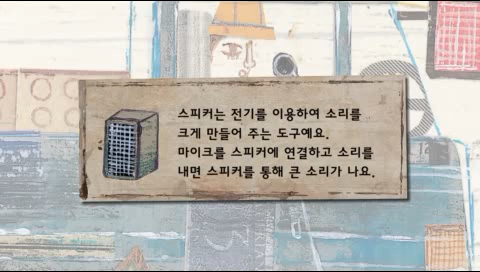 스피커는 전기를 이용하여 소리를
크게 만들어 주는 도구예요.
마이크를 스피커에 연결하고 소리를
내면 스피커를 통해 큰 소리가 나요.